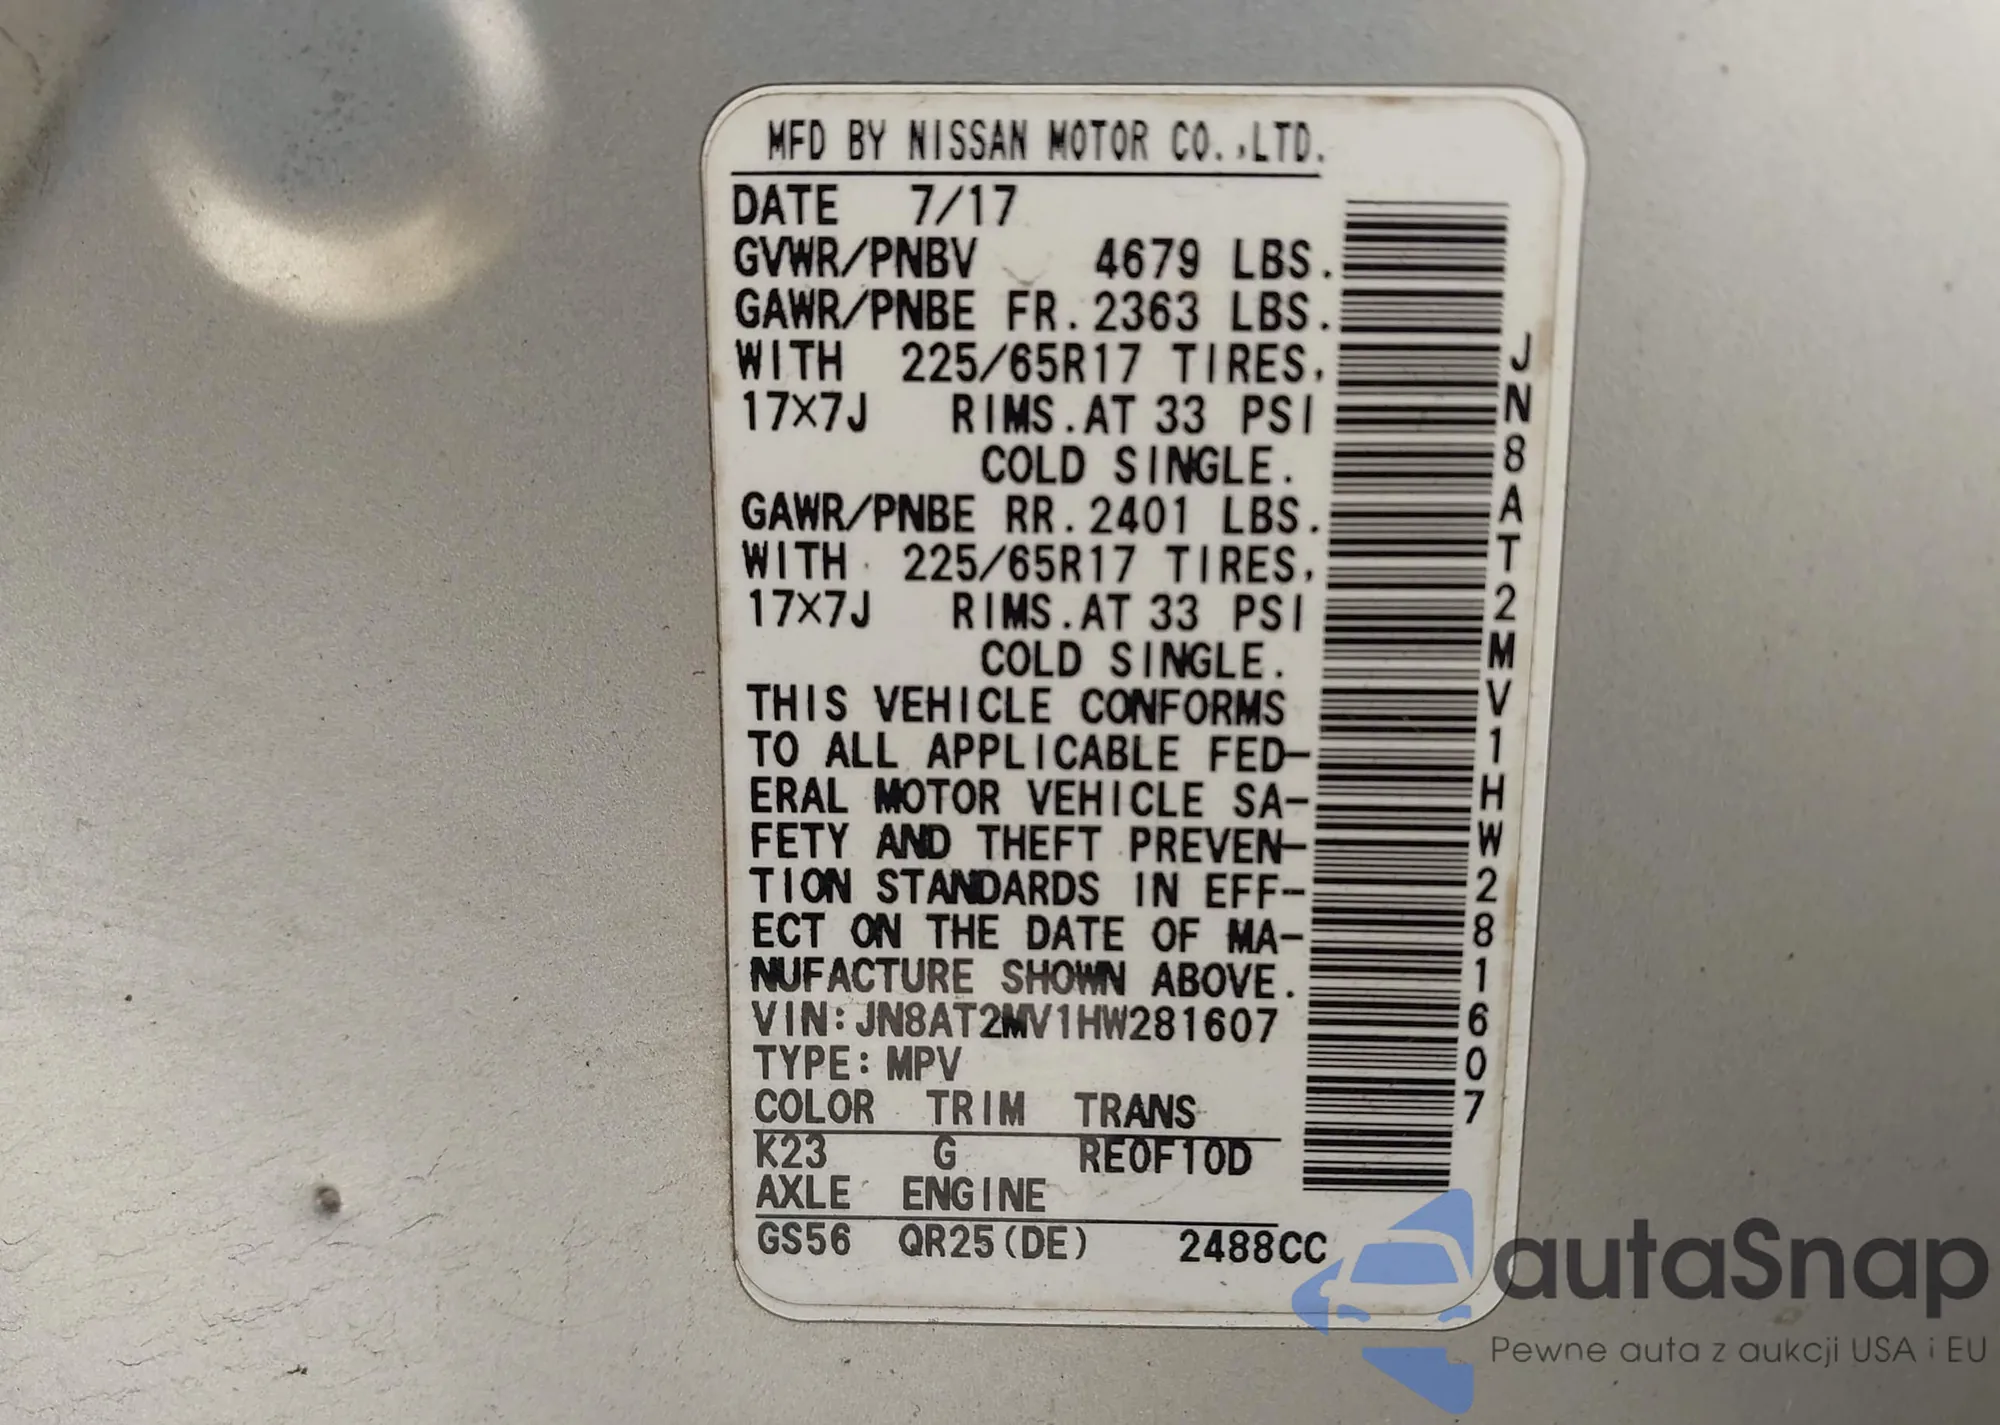 MFD BY NISSAN MOTOR CO.,LTD.
DATE 7/17
GVWR/PNBV 4679 LBS.
GAWR/PNBE FR.2363 LBS.
WITH 225/65R17 TIRES,
17X7J RIMS.AT 33 PSI
COLD SINGLE.
GAWR/PNBE RR.2401 LBS.
WITH 225/65R17 TIRES,
17X7J RIMS.AT 33 PSI
COLD SINGLE.
THIS VEHICLE CONFORMS
TO ALL APPLICABLE FED-
ERAL MOTOR VEHICLE SA-
FETY AND THEFT PREVEN-
TION STANDARDS IN EFF-
ECT ON THE DATE OF MA-
NUFACTURE SHOWN ABOVE.
VIN:JN8AT2MV1HW281607
TYPE:MPV
COLOR TRIM TRANS
K23 G RE0F10D
AXLE ENGINE
GS56 QR25(DE) 2488CC
JN8AT2MV1HW281607
autaSnap
Pewne auta z aukcji USA i EU